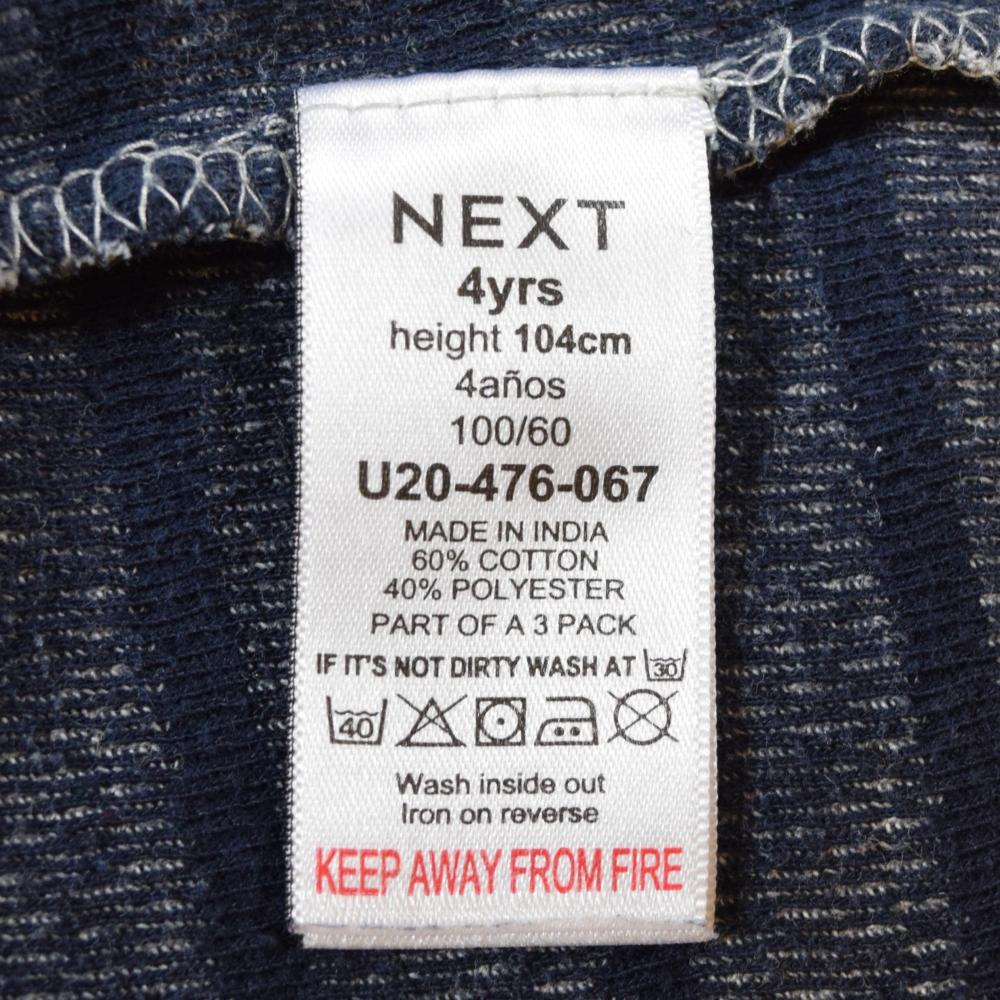 NEXT
4yrs
height 104cm
4años
100/60
U20-476-067
MADE IN INDIA
60% COTTON
40% POLYESTER
PART OF A 3 PACK
IF IT'S NOT DIRTY WASH AT 30
40
Wash inside out
Iron on reverse
KEEP AWAY FROM FIRE